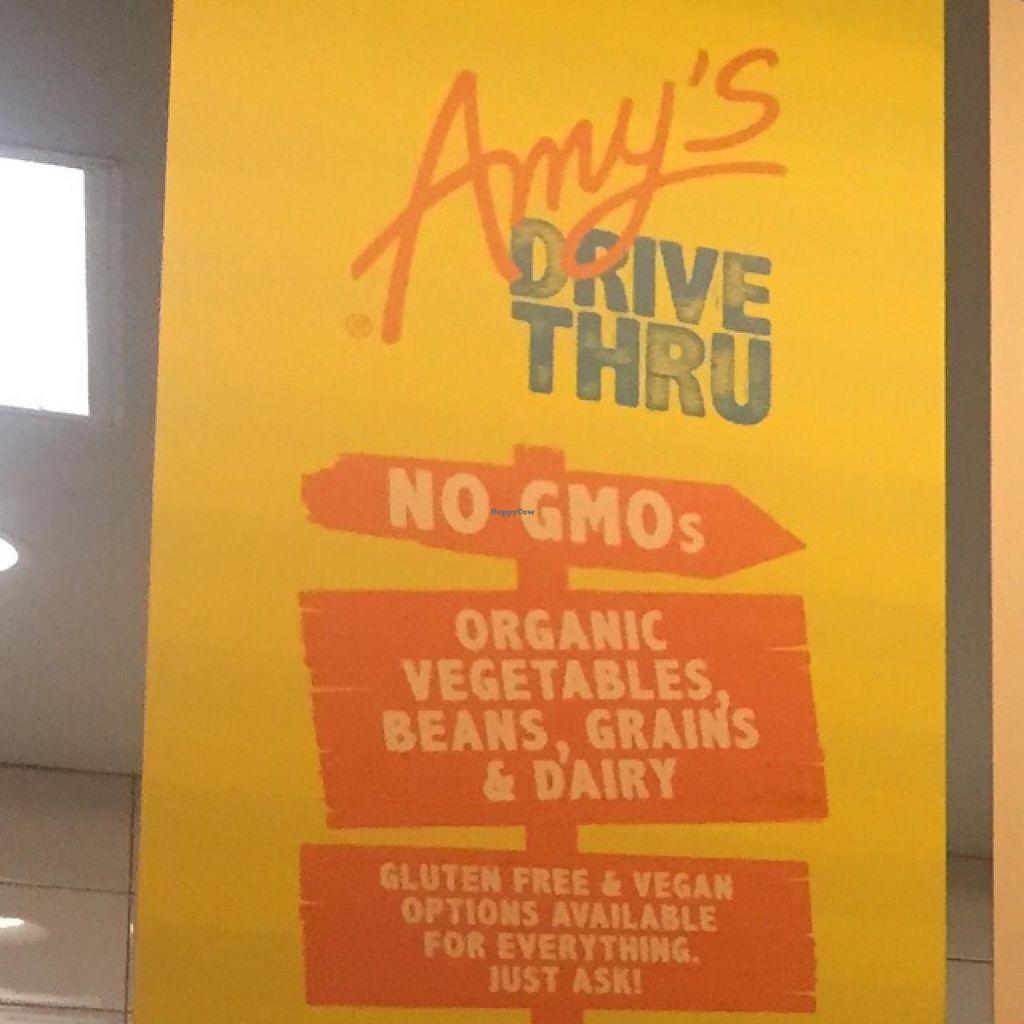 Amy's
®
DRIVE
THRU
NO GMOs
HappyCow
ORGANIC
VEGETABLES,
BEANS, GRAINS
& DAIRY
GLUTEN FREE & VEGAN
OPTIONS AVAILABLE
FOR EVERYTHING.
JUST ASK!